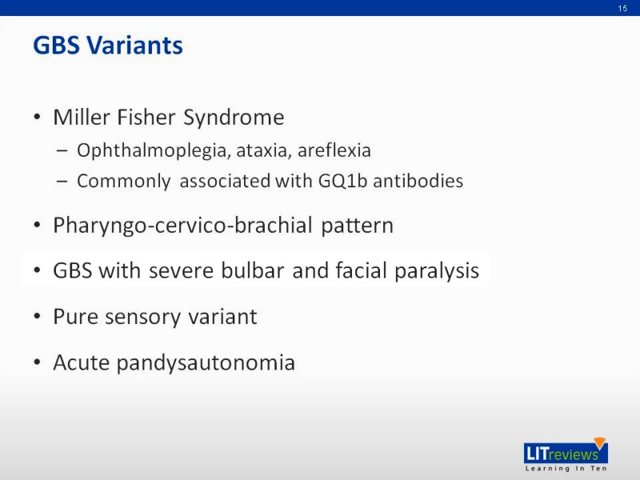 15
GBS Variants
• Miller Fisher Syndrome
– Ophthalmoplegia, ataxia, areflexia
– Commonly associated with GQ1b antibodies
• Pharyngo-cervico-brachial pattern
• GBS with severe bulbar and facial paralysis
• Pure sensory variant
• Acute pandysautonomia
LITreviews
Learning In Ten